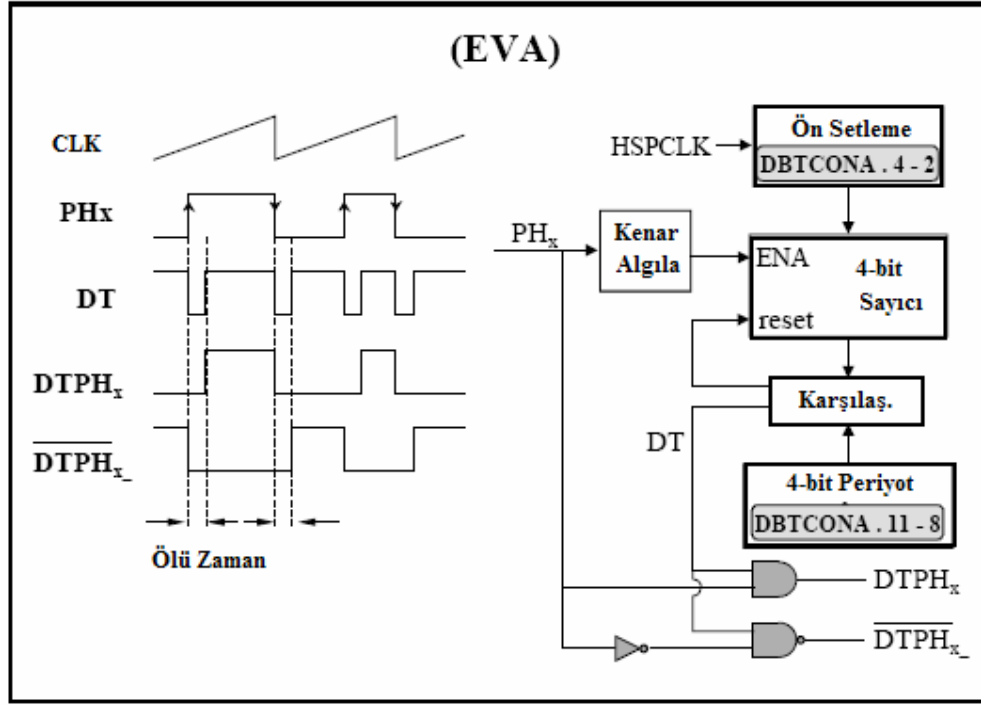 (EVA)
CLK
PHx
DT
DTPHx
DTPHx_
Ölü Zaman
HSPCLK
Ön Setleme
DBTCONA . 4 - 2
PHx
Kenar
Algıla
ENA
4-bit
Sayıcı
reset
Karşılaş.
DT
4-bit Periyot
DBTCONA . 11 - 8
DTPHx
DTPHx_